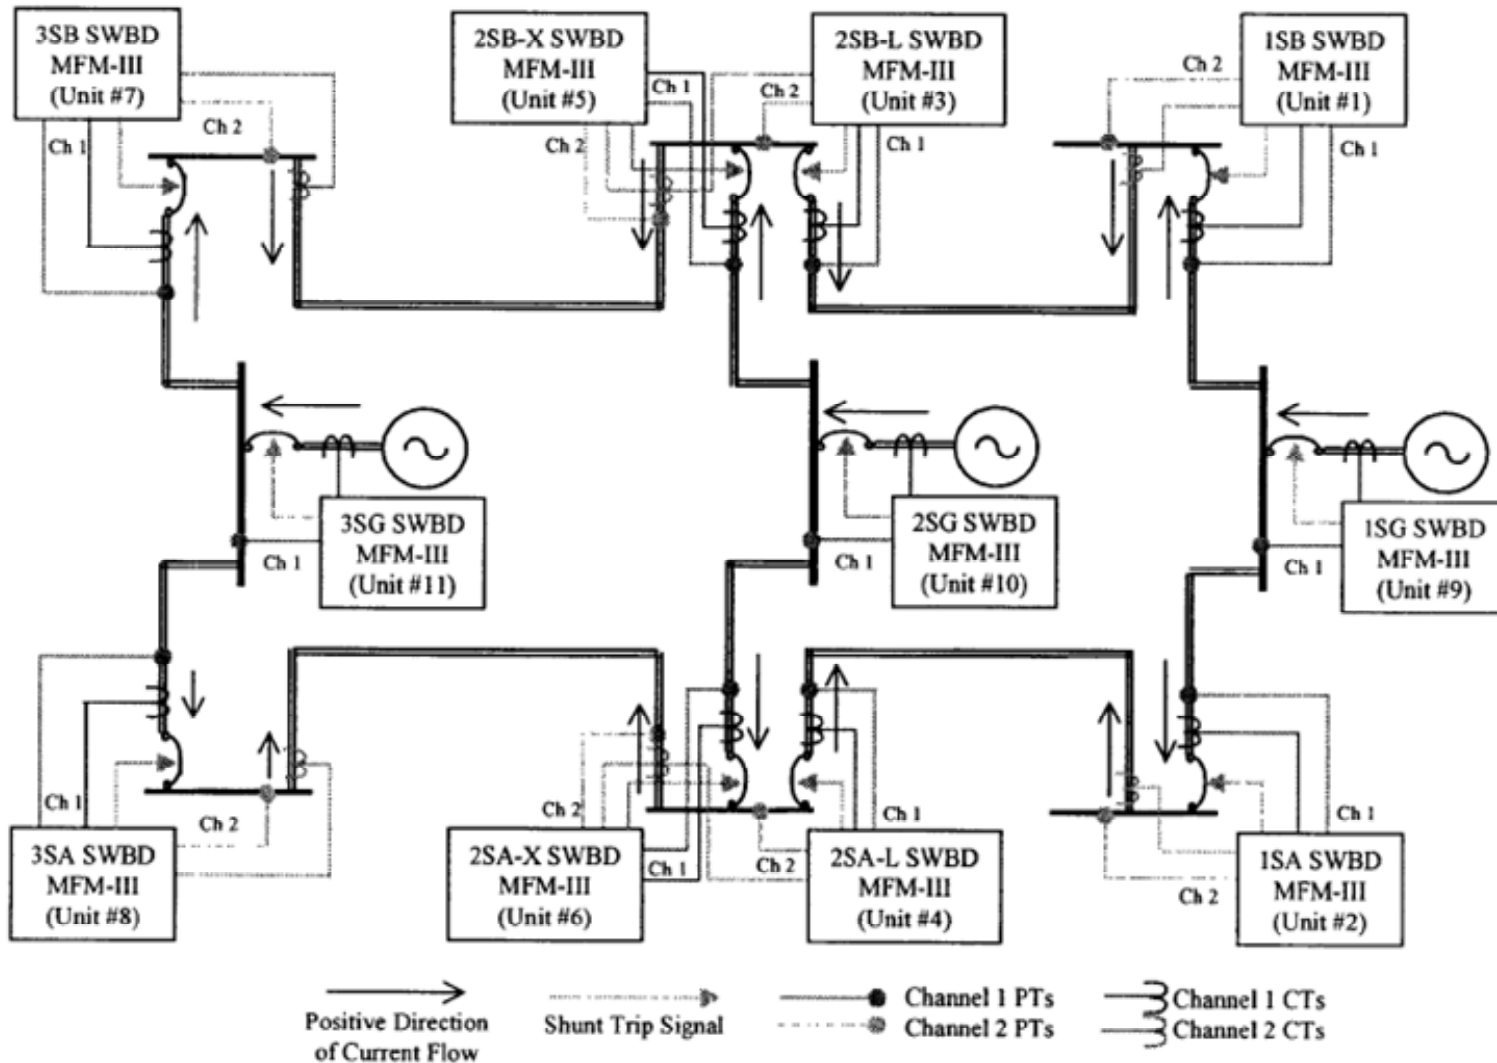 3SB SWBD
MFM-III
(Unit #7)
2SB-X SWBD
MFM-III
(Unit #5)
2SB-L SWBD
MFM-III
(Unit #3)
1SB SWBD
MFM-III
(Unit #1)
Ch 1
Ch 2
Ch 1
Ch 2
Ch 2
Ch 1
Ch 2
Ch 1
3SG SWBD
MFM-III
(Unit #11)
Ch 1
2SG SWBD
MFM-III
(Unit #10)
Ch 1
1SG SWBD
MFM-III
(Unit #9)
Ch 1
Ch 1
Ch 2
Ch 2
Ch 1
Ch 2
Ch 1
Ch 1
Ch 2
3SA SWBD
MFM-III
(Unit #8)
2SA-X SWBD
MFM-III
(Unit #6)
2SA-L SWBD
MFM-III
(Unit #4)
1SA SWBD
MFM-III
(Unit #2)
Positive Direction
of Current Flow
Shunt Trip Signal
Channel 1 PTs
Channel 2 PTs
Channel 1 CTs
Channel 2 CTs